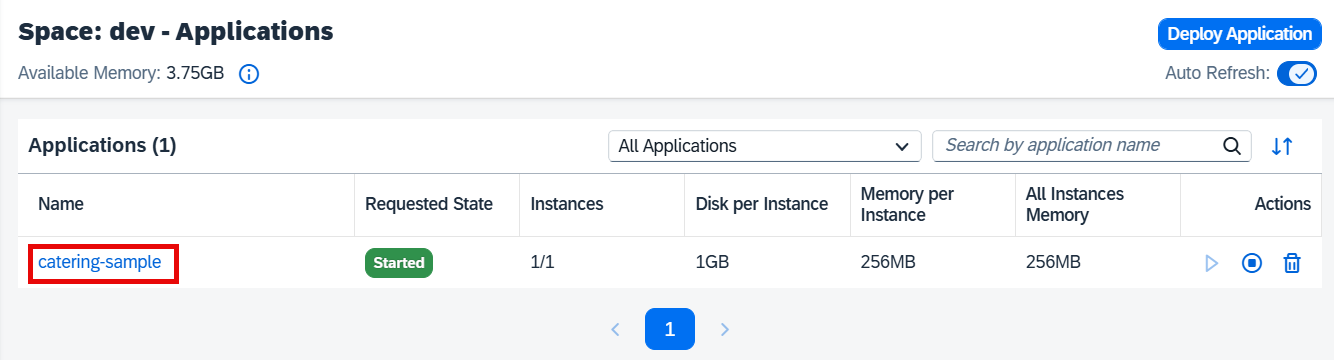 Space: dev - Applications
Deploy Application
Available Memory: 3.75GB
Auto Refresh:
Applications (1)
All Applications
Search by application name
Name
Requested State
Instances
Disk per Instance
Memory per
Instance
All Instances
Memory
Actions
catering-sample
Started
1/1
1GB
256MB
256MB
1